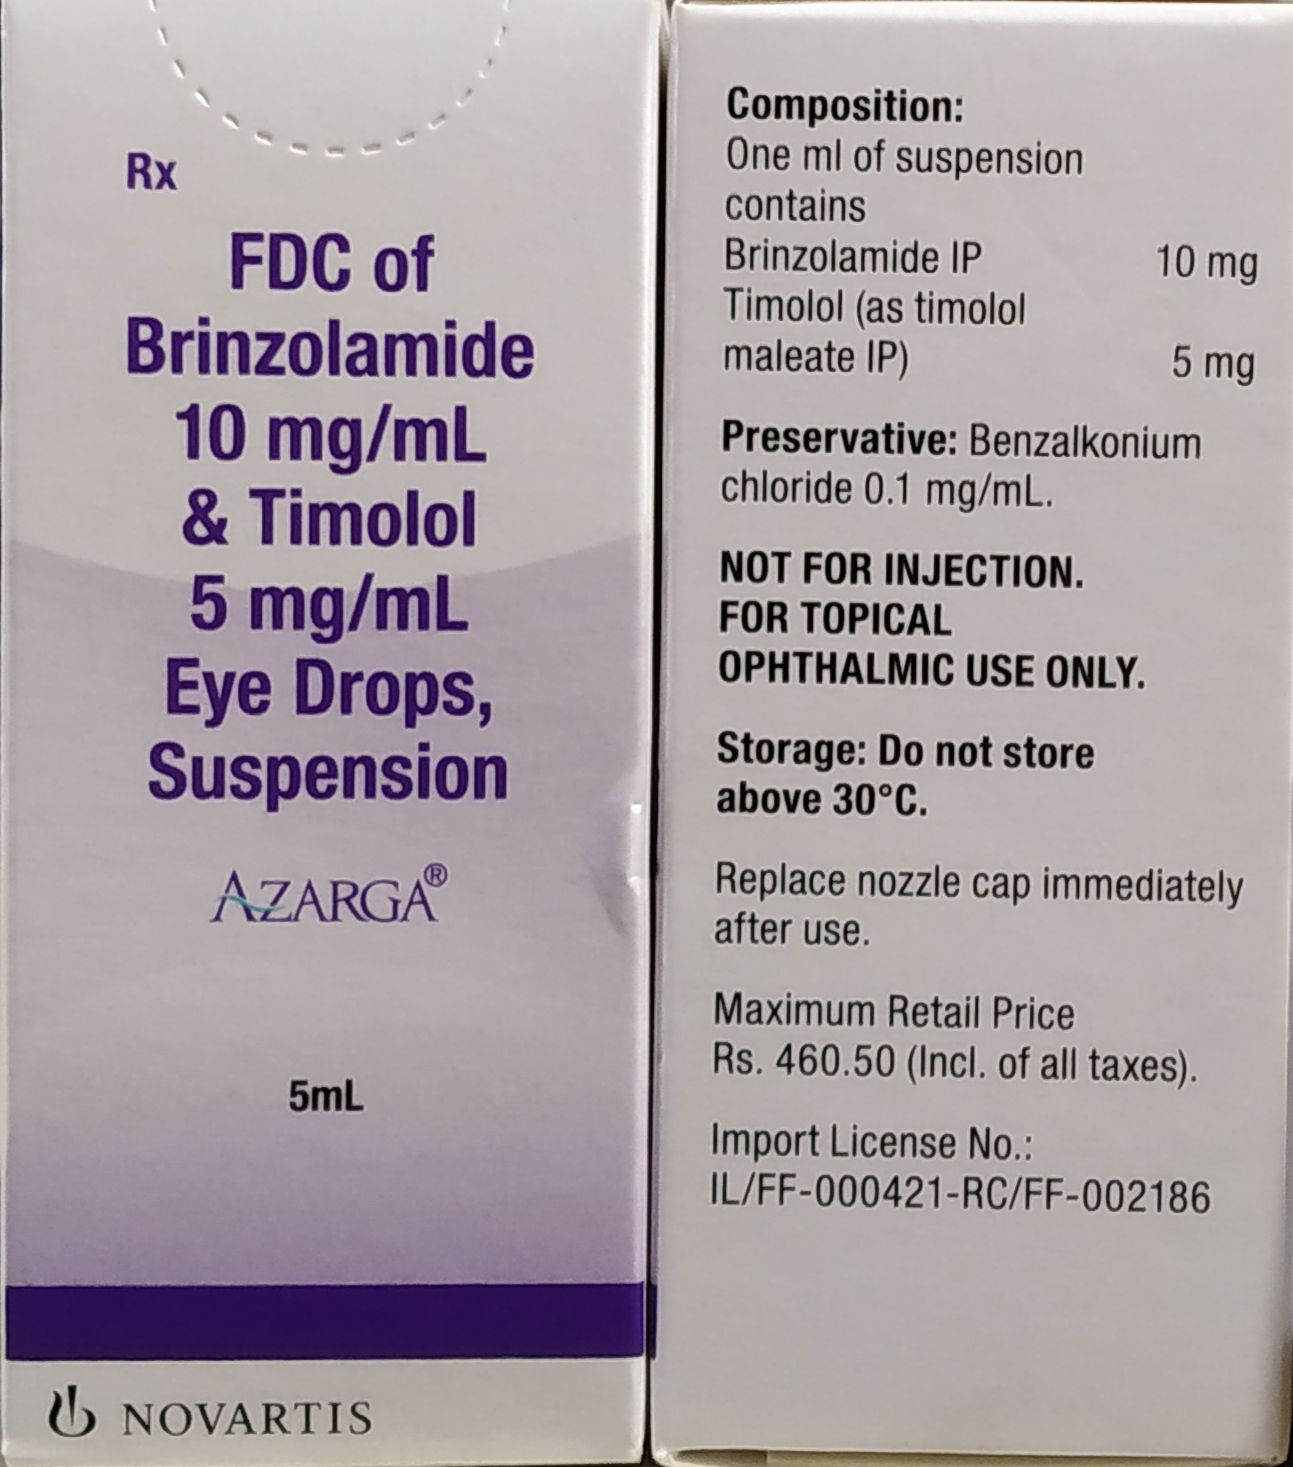 Rx
FDC of
Brinzolamide
10 mg/mL
& Timolol
5 mg/mL
Eye Drops,
Suspension
AZARGA®
5mL
NOVARTIS
Composition:
One ml of suspension
contains
Brinzolamide IP 10 mg
Timolol (as timolol
maleate IP) 5 mg
Preservative: Benzalkonium
chloride 0.1 mg/mL.
NOT FOR INJECTION.
FOR TOPICAL
OPHTHALMIC USE ONLY.
Storage: Do not store
above 30°C.
Replace nozzle cap immediately
after use.
Maximum Retail Price
Rs. 460.50 (Incl. of all taxes).
Import License No.:
IL/FF-000421-RC/FF-002186